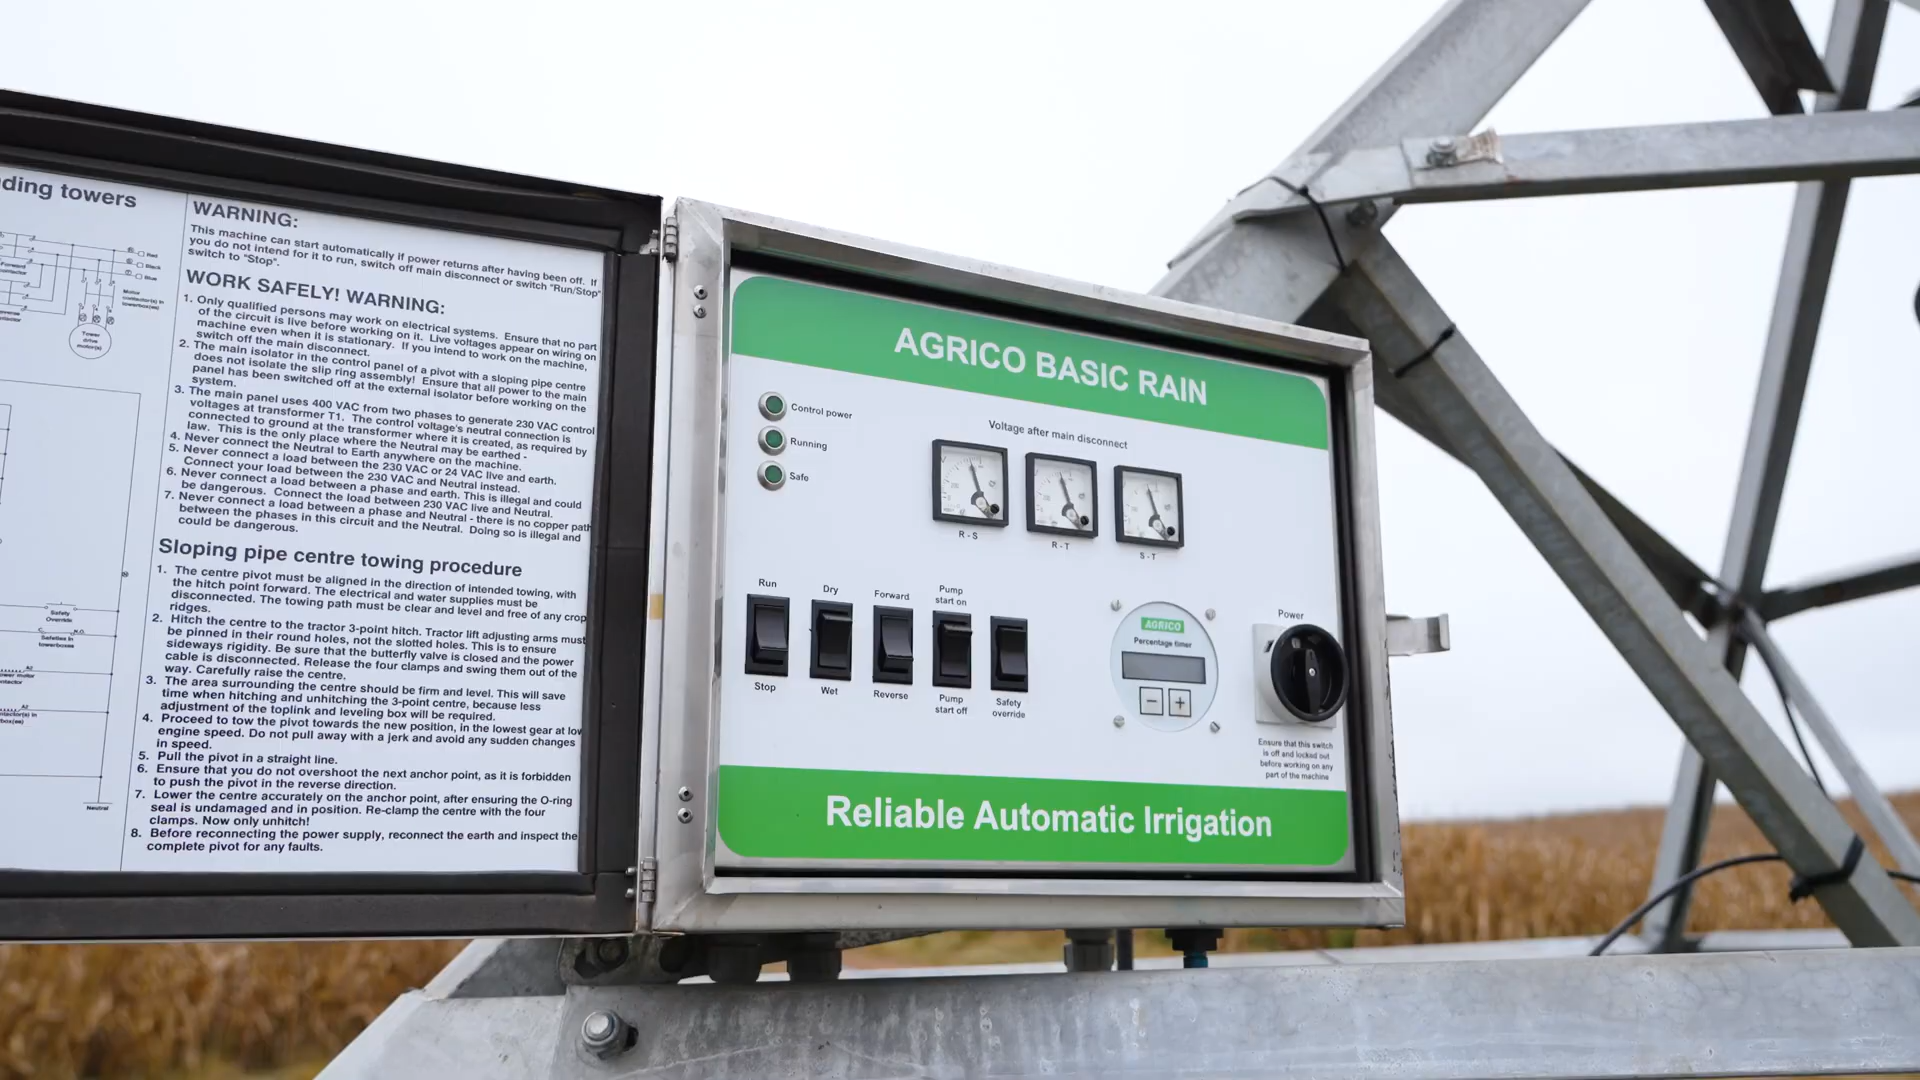 ding towers
Red
Black
Blue
Forward
Motor
contactor(s) in
towerbox(es)
Tower
drive
motor(s)
Safety
Override
Safeties in
towerboxes
Neutral
WARNING:
This machine can start automatically if power returns after having been off. If
you do not intend for it to run, switch off main disconnect or switch "Run/Stop"
switch to "Stop".
WORK SAFELY! WARNING:
1. Only qualified persons may work on electrical systems. Ensure that no part
of the circuit is live before working on it. Live voltages appear on wiring on
machine even when it is stationary. If you intend to work on the machine,
switch off the main disconnect.
2. The main isolator in the control panel of a pivot with a sloping pipe centre
does not isolate the slip ring assembly! Ensure that all power to the main
panel has been switched off at the external isolator before working on the
system.
3. The main panel uses 400 VAC from two phases to generate 230 VAC control
voltages at transformer T1. The control voltage's neutral connection is
connected to ground at the transformer where it is created, as required by
law. This is the only place where the Neutral may be earthed -
4. Never connect the Neutral to Earth anywhere on the machine.
5. Never connect a load between the 230 VAC or 24 VAC live and earth.
Connect your load between the 230 VAC and Neutral instead.
6. Never connect a load between a phase and earth. This is illegal and could
be dangerous. Connect the load between 230 VAC live and Neutral.
7. Never connect a load between a phase and Neutral - there is no copper path
between the phases in this circuit and the Neutral. Doing so is illegal and
could be dangerous.
Sloping pipe centre towing procedure
1. The centre pivot must be aligned in the direction of intended towing, with
the hitch point forward. The electrical and water supplies must be
disconnected. The towing path must be clear and level and free of any crop
ridges.
2. Hitch the centre to the tractor 3-point hitch. Tractor lift adjusting arms must
be pinned in their round holes, not the slotted holes. This is to ensure
sideways rigidity. Be sure that the butterfly valve is closed and the power
cable is disconnected. Release the four clamps and swing them out of the
way. Carefully raise the centre.
3. The area surrounding the centre should be firm and level. This will save
time when hitching and unhitching the 3-point centre, because less
adjustment of the toplink and leveling box will be required.
4. Proceed to tow the pivot towards the new position, in the lowest gear at low
engine speed. Do not pull away with a jerk and avoid any sudden changes
in speed.
5. Pull the pivot in a straight line.
6. Ensure that you do not overshoot the next anchor point, as it is forbidden
to push the pivot in the reverse direction.
7. Lower the centre accurately on the anchor point, after ensuring the O-ring
seal is undamaged and in position. Re-clamp the centre with the four
clamps. Now only unhitch!
8. Before reconnecting the power supply, reconnect the earth and inspect the
complete pivot for any faults.
AGRICO BASIC RAIN
Control power
Running
Safe
Voltage after main disconnect
R - S
R - T
S - T
Run
Stop
Dry
Wet
Forward
Reverse
Pump
start on
Pump
start off
Safety
override
AGRICO
Percentage timer
− +
Power
Ensure that this switch
is off and locked out
before working on any
part of the machine
Reliable Automatic Irrigation